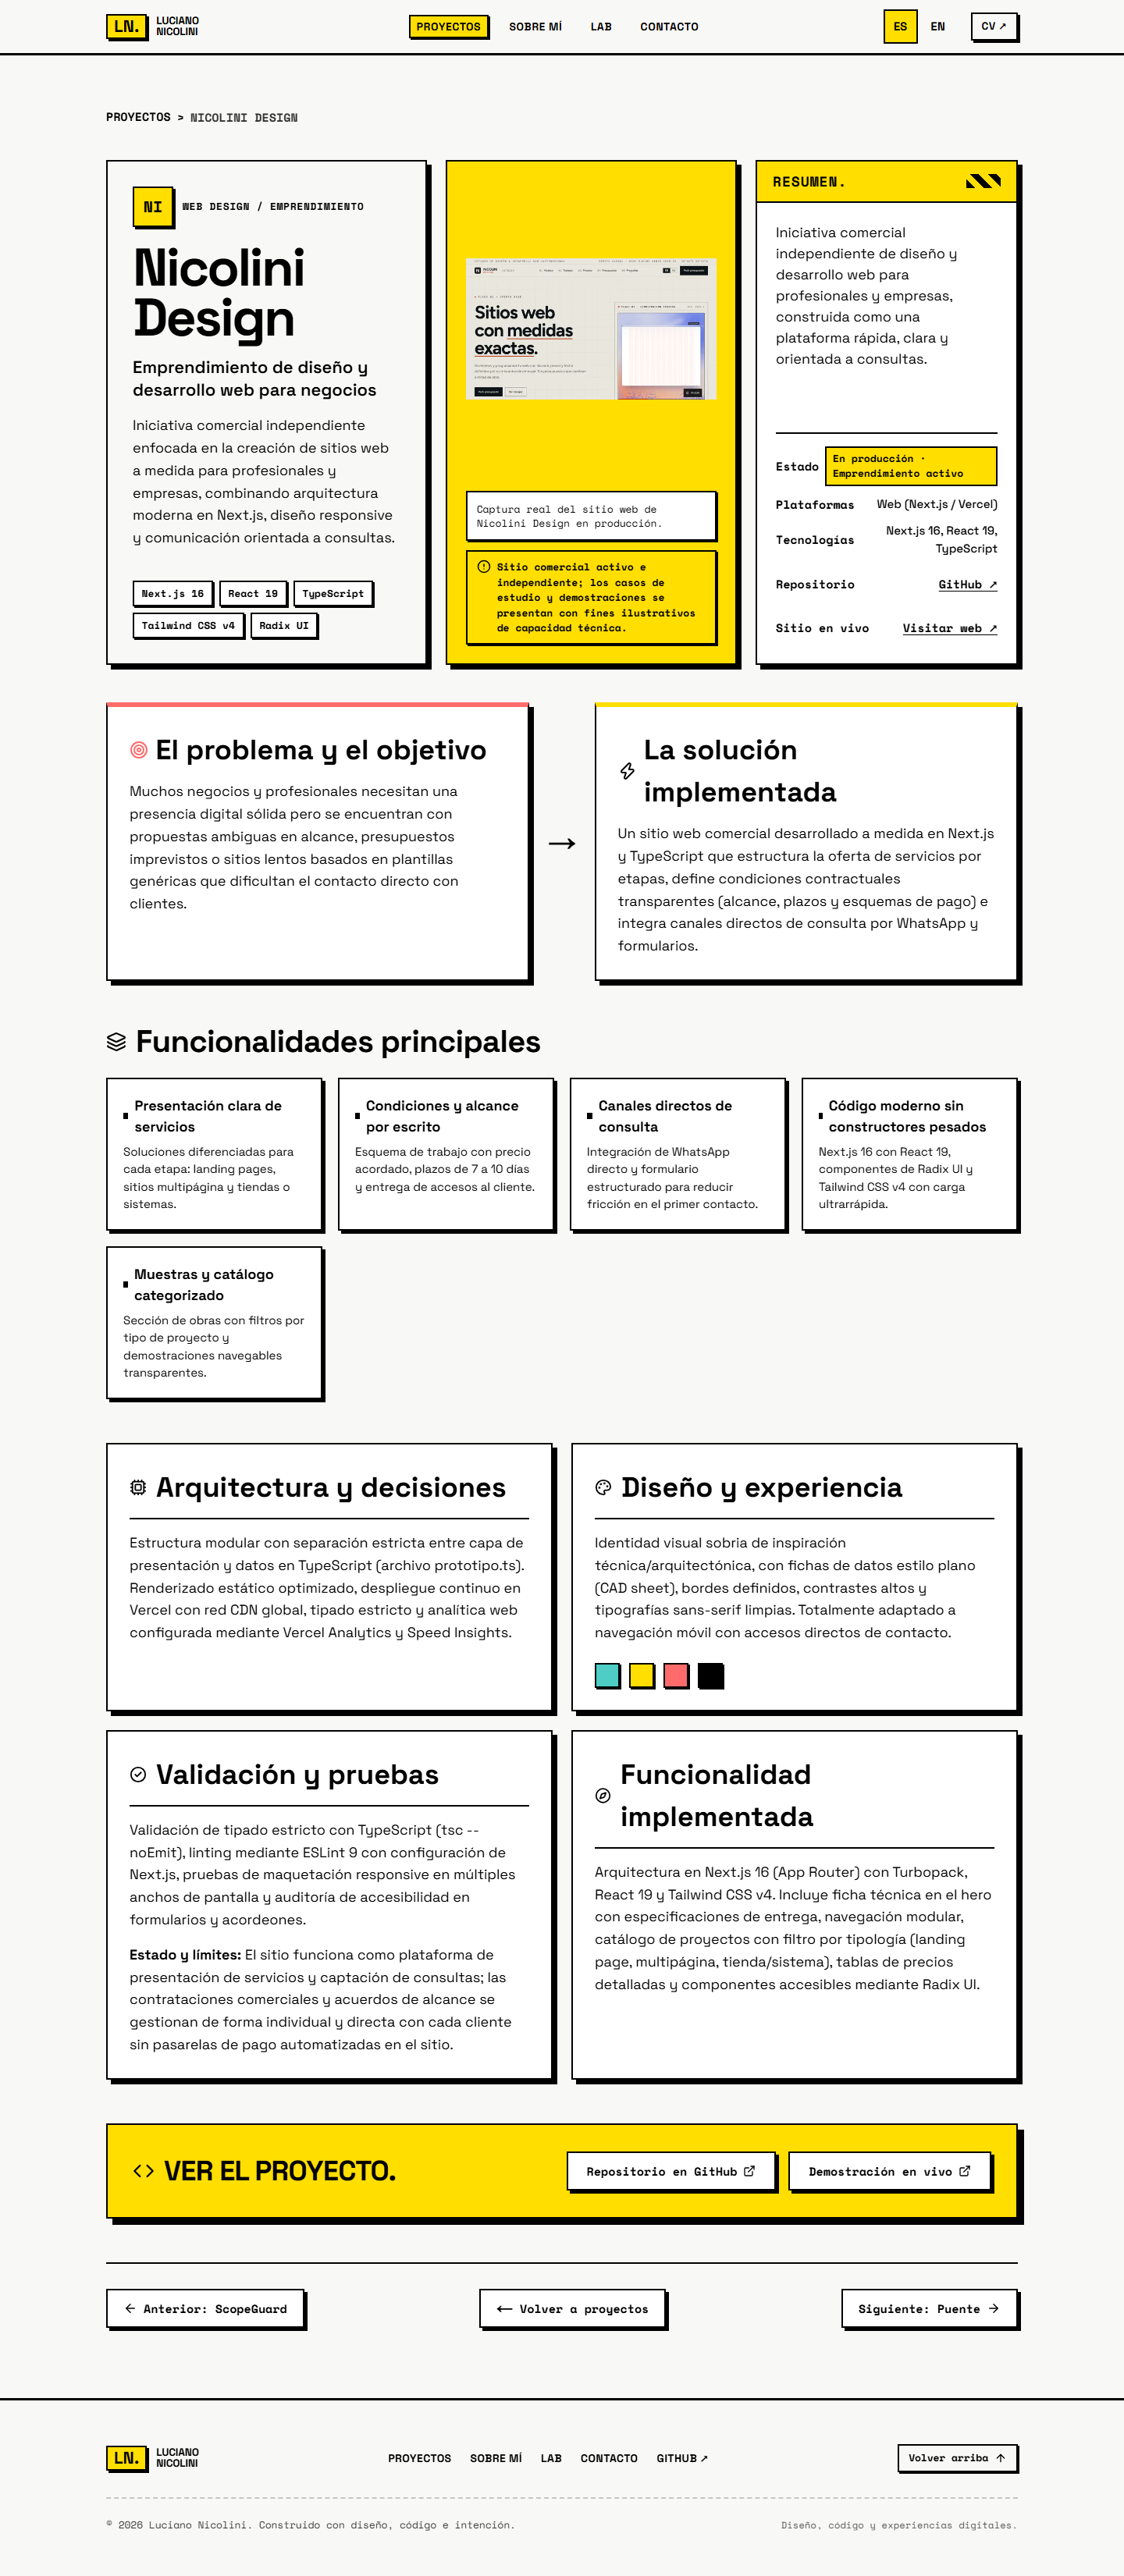 LN. LUCIANO
NICOLINI
PROYECTOS SOBRE MÍ LAB CONTACTO
ES EN CV ↗
PROYECTOS > NICOLINI DESIGN
NI WEB DESIGN / EMPRENDIMIENTO
Nicolini
Design
Emprendimiento de diseño y
desarrollo web para negocios
Iniciativa comercial independiente
enfocada en la creación de sitios web
a medida para profesionales y
empresas, combinando arquitectura
moderna en Next.js, diseño responsive
y comunicación orientada a consultas.
Next.js 16 React 19 TypeScript
Tailwind CSS v4 Radix UI
Sitios web
con medidas
exactas.
Captura real del sitio web de
Nicolini Design en producción.
Sitio comercial activo e
independiente; los casos de
estudio y demostraciones se
presentan con fines ilustrativos
de capacidad técnica.
RESUMEN.
Iniciativa comercial
independiente de diseño y
desarrollo web para
profesionales y empresas,
construida como una
plataforma rápida, clara y
orientada a consultas.
Estado En producción ·
Emprendimiento activo
Plataformas Web (Next.js / Vercel)
Tecnologías Next.js 16, React 19,
TypeScript
Repositorio GitHub ↗
Sitio en vivo Visitar web ↗
El problema y el objetivo
Muchos negocios y profesionales necesitan una
presencia digital sólida pero se encuentran con
propuestas ambiguas en alcance, presupuestos
imprevistos o sitios lentos basados en plantillas
genéricas que dificultan el contacto directo con
clientes.
→
La solución
implementada
Un sitio web comercial desarrollado a medida en Next.js
y TypeScript que estructura la oferta de servicios por
etapas, define condiciones contractuales
transparentes (alcance, plazos y esquemas de pago) e
integra canales directos de consulta por WhatsApp y
formularios.
Funcionalidades principales
Presentación clara de
servicios
Soluciones diferenciadas para
cada etapa: landing pages,
sitios multipágina y tiendas o
sistemas.
Condiciones y alcance
por escrito
Esquema de trabajo con precio
acordado, plazos de 7 a 10 días
y entrega de accesos al cliente.
Canales directos de
consulta
Integración de WhatsApp
directo y formulario
estructurado para reducir
fricción en el primer contacto.
Código moderno sin
constructores pesados
Next.js 16 con React 19,
componentes de Radix UI y
Tailwind CSS v4 con carga
ultrarrápida.
Muestras y catálogo
categorizado
Sección de obras con filtros por
tipo de proyecto y
demostraciones navegables
transparentes.
Arquitectura y decisiones
Estructura modular con separación estricta entre capa de
presentación y datos en TypeScript (archivo prototipo.ts).
Renderizado estático optimizado, despliegue continuo en
Vercel con red CDN global, tipado estricto y analítica web
configurada mediante Vercel Analytics y Speed Insights.
Diseño y experiencia
Identidad visual sobria de inspiración
técnica/arquitectónica, con fichas de datos estilo plano
(CAD sheet), bordes definidos, contrastes altos y
tipografías sans-serif limpias. Totalmente adaptado a
navegación móvil con accesos directos de contacto.
Validación y pruebas
Validación de tipado estricto con TypeScript (tsc --
noEmit), linting mediante ESLint 9 con configuración de
Next.js, pruebas de maquetación responsive en múltiples
anchos de pantalla y auditoría de accesibilidad en
formularios y acordeones.
Estado y límites: El sitio funciona como plataforma de
presentación de servicios y captación de consultas; las
contrataciones comerciales y acuerdos de alcance se
gestionan de forma individual y directa con cada cliente
sin pasarelas de pago automatizadas en el sitio.
Funcionalidad
implementada
Arquitectura en Next.js 16 (App Router) con Turbopack,
React 19 y Tailwind CSS v4. Incluye ficha técnica en el hero
con especificaciones de entrega, navegación modular,
catálogo de proyectos con filtro por tipología (landing
page, multipágina, tienda/sistema), tablas de precios
detalladas y componentes accesibles mediante Radix UI.
VER EL PROYECTO.
Repositorio en GitHub
Demostración en vivo
← Anterior: ScopeGuard
⟵ Volver a proyectos
Siguiente: Puente →
LN. LUCIANO
NICOLINI
PROYECTOS SOBRE MÍ LAB CONTACTO GITHUB ↗
Volver arriba ↑
© 2026 Luciano Nicolini. Construido con diseño, código e intención.
Diseño, código y experiencias digitales.